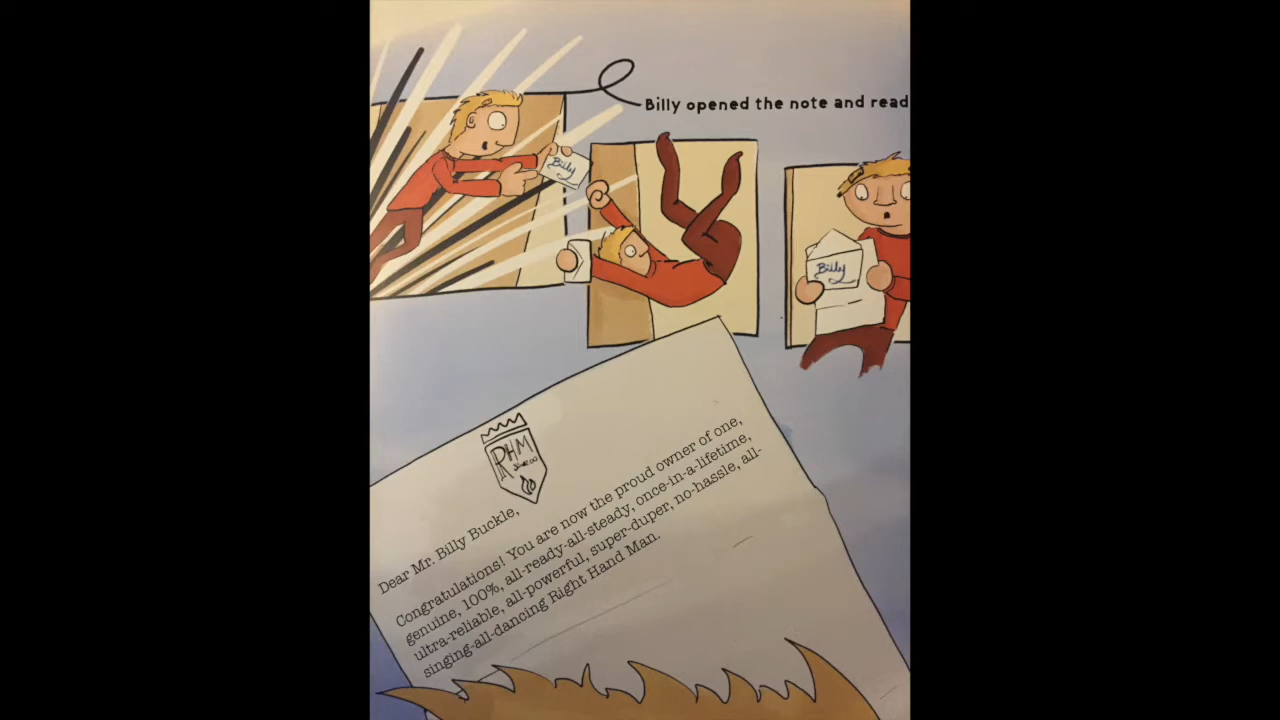 Billy opened the note and read
Billy
Billy
RHM
Dear Mr. Billy Buckle,
Congratulations! You are now the proud owner of one,
genuine, 100%, all-ready-all-steady, once-in-a-lifetime,
ultra-reliable, all-powerful, super-duper, no-hassle, all-
singing-all-dancing Right Hand Man.